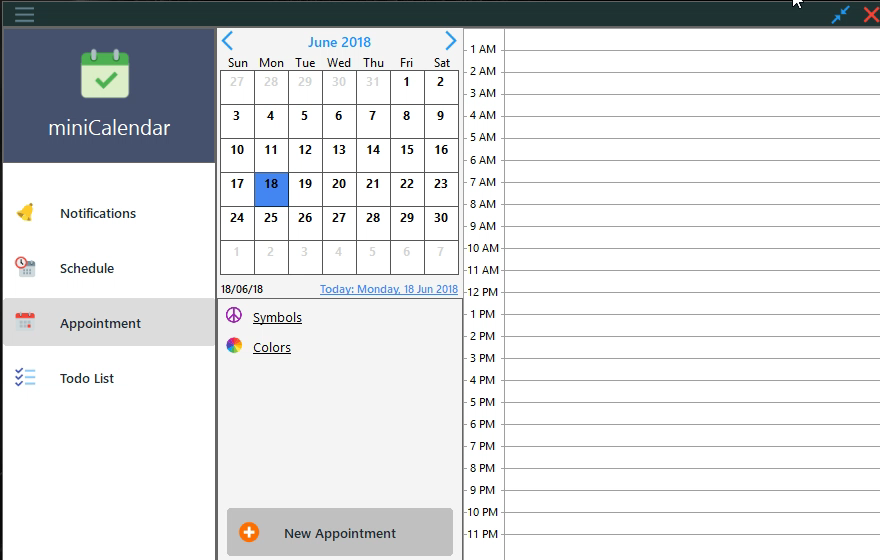 miniCalendar
Notifications
Schedule
Appointment
Todo List
June 2018
Sun Mon Tue Wed Thu Fri Sat
27 28 29 30 31 1 2
3 4 5 6 7 8 9
10 11 12 13 14 15 16
17 18 19 20 21 22 23
24 25 26 27 28 29 30
1 2 3 4 5 6 7
18/06/18 Today: Monday, 18 Jun 2018
Symbols
Colors
New Appointment
1 AM
2 AM
3 AM
4 AM
5 AM
6 AM
7 AM
8 AM
9 AM
10 AM
11 AM
12 PM
1 PM
2 PM
3 PM
4 PM
5 PM
6 PM
7 PM
8 PM
9 PM
10 PM
11 PM